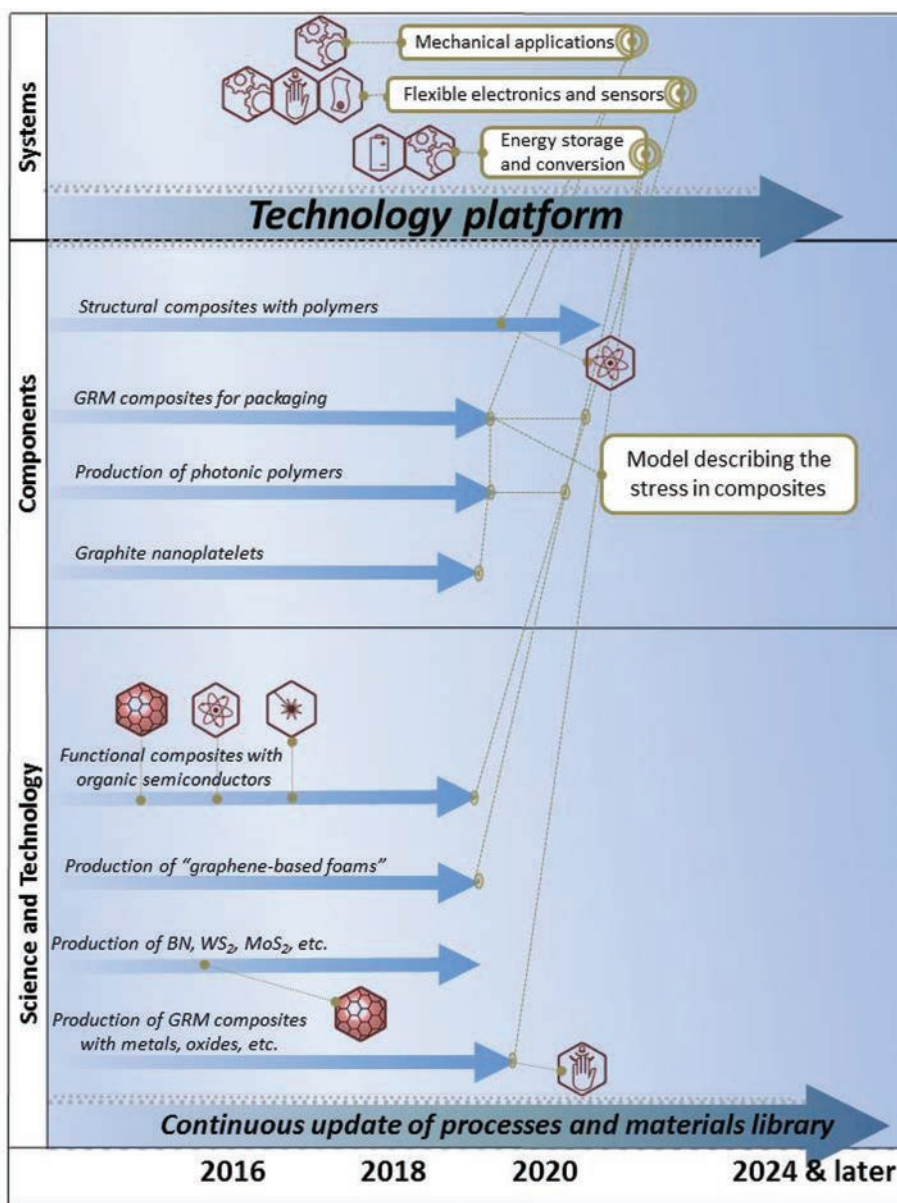 Systems
Mechanical applications
Flexible electronics and sensors
Energy storage
and conversion
Technology platform
Components
Structural composites with polymers
GRM composites for packaging
Production of photonic polymers
Model describing the
stress in composites
Graphite nanoplatelets
Science and Technology
Functional composites with
organic semiconductors
Production of “graphene-based foams”
Production of BN, WS₂, MoS₂, etc.
Production of GRM composites
with metals, oxides, etc.
Continuous update of processes and materials library
2016 2018 2020 2024 & later